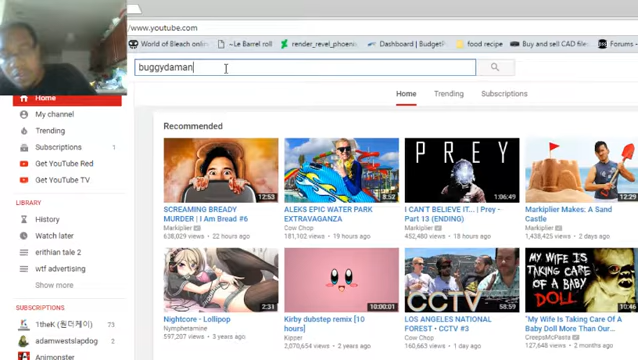 www.youtube.com
World of Bleach onlin
~Le Barrel roll
render_revel_phoenix
Dashboard | BudgetP
food recipe
Buy and sell CAD files,
buggydaman
Home
Trending
Subscriptions
Home
My channel
Trending
Subscriptions 1
Get YouTube Red
Get YouTube TV
LIBRARY
History
Watch later
erithian tale 2
wtf advertising
Show more
SUBSCRIPTIONS
1theK (원더케이) 73
adamwestslapdog 2
Animonster
Recommended
12:53
SCREAMING BREADY
MURDER | I Am Bread #6
Markiplier
638,029 views • 22 hours ago
8:52
ALEKS EPIC WATER PARK
EXTRAVAGANZA
Cow Chop
181,102 views • 19 hours ago
PREY
1:06:49
I CAN'T BELIEVE IT... | Prey -
Part 13 (ENDING)
Markiplier
452,460 views • 18 hours ago
12:29
Markiplier Makes: A Sand
Castle
Markiplier
1,438,425 views • 2 days ago
2:31
Nightcore - Lollipop
Nymphetamine
597,207 views • 3 years ago
10:00:01
Kirby dubstep remix [10
hours]
Kipper
2,070,654 views • 2 years ago
CCTV
58:59
LOS ANGELES NATIONAL
FOREST • CCTV #3
Cow Chop
160,663 views • 1 day ago
MY WIFE IS
TAKING CARE
OF A BABY
DOLL
"My Wife Is Taking Care of a
Baby Doll More Than Our...
CreepsMcPasta
127,648 views • 2 months ago